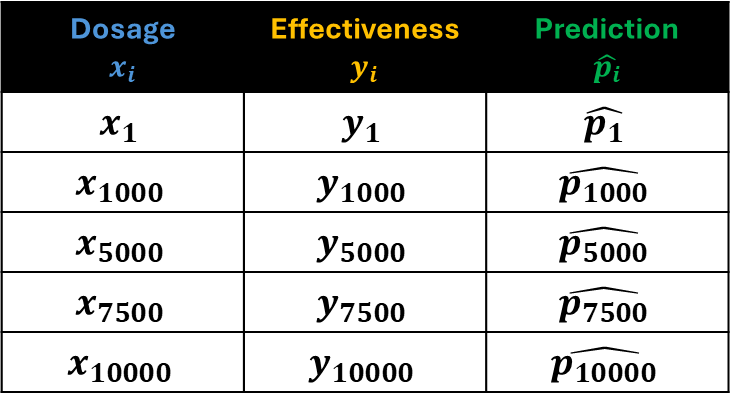 Dosage Effectiveness Prediction
xᵢ yᵢ p̂ᵢ
x₁ y₁ p̂₁
x₁₀₀₀ y₁₀₀₀ p̂₁₀₀₀
x₅₀₀₀ y₅₀₀₀ p̂₅₀₀₀
x₇₅₀₀ y₇₅₀₀ p̂₇₅₀₀
x₁₀₀₀₀ y₁₀₀₀₀ p̂₁₀₀₀₀